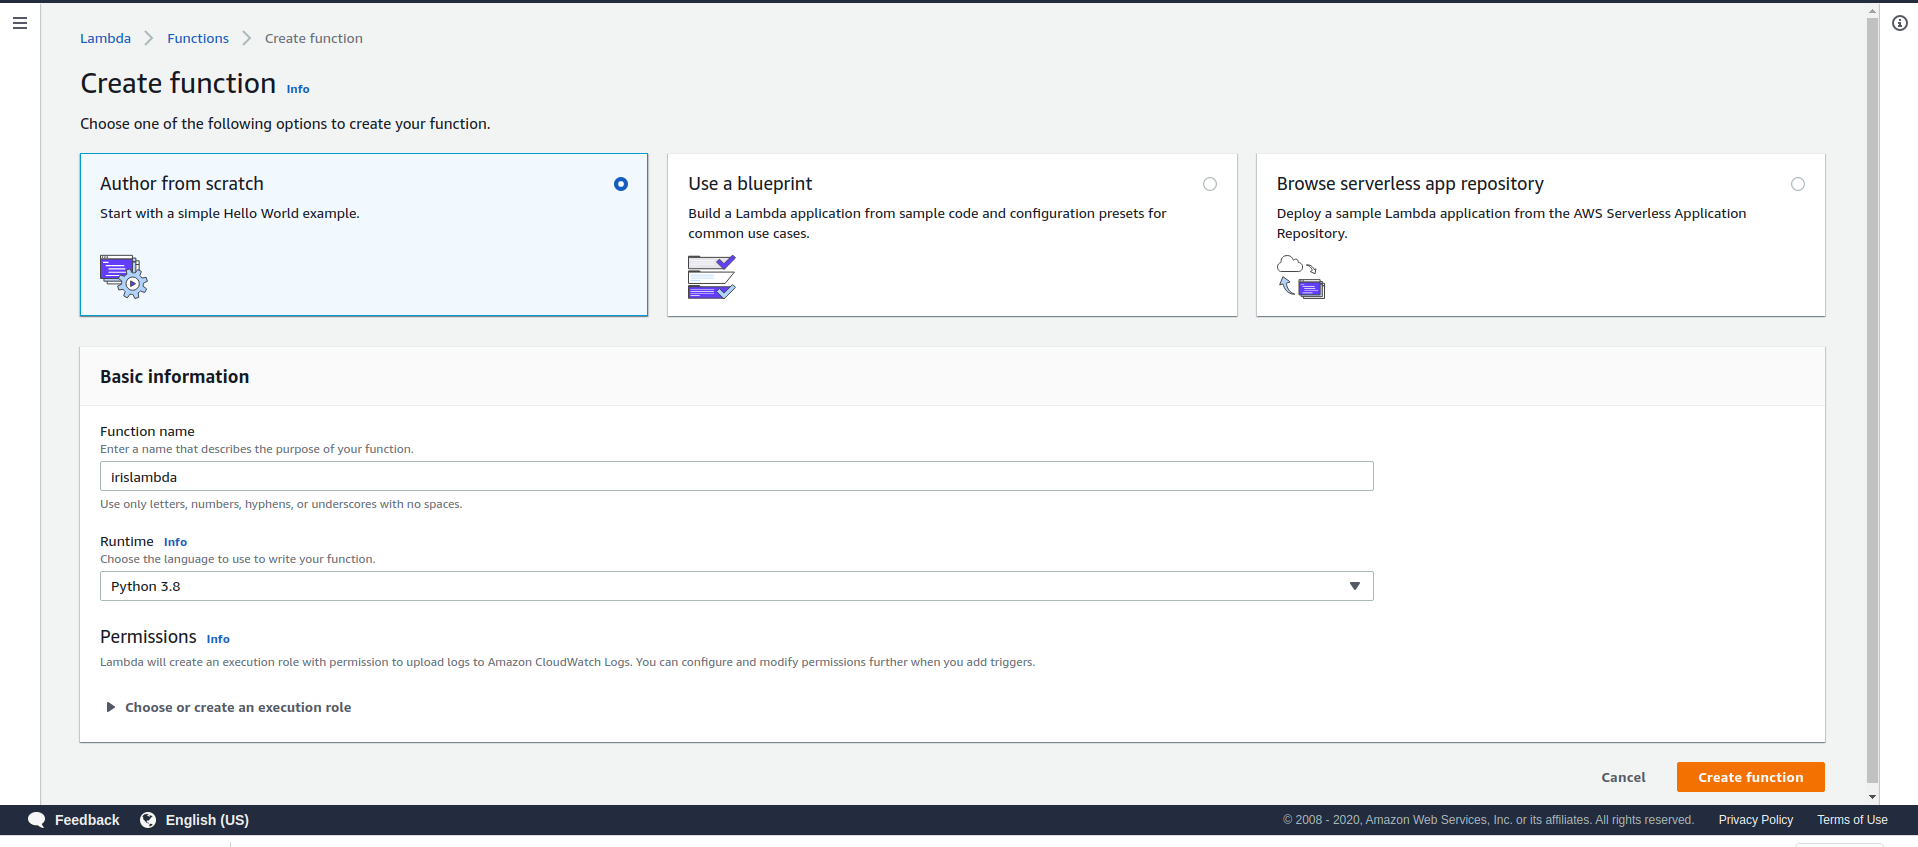 Lambda > Functions > Create function
Create function Info
Choose one of the following options to create your function.
Author from scratch
Start with a simple Hello World example.
Use a blueprint
Build a Lambda application from sample code and configuration presets for
common use cases.
Browse serverless app repository
Deploy a sample Lambda application from the AWS Serverless Application
Repository.
Basic information
Function name
Enter a name that describes the purpose of your function.
irislambda
Use only letters, numbers, hyphens, or underscores with no spaces.
Runtime Info
Choose the language to use to write your function.
Python 3.8
Permissions Info
Lambda will create an execution role with permission to upload logs to Amazon CloudWatch Logs. You can configure and modify permissions further when you add triggers.
Choose or create an execution role
Cancel Create function
Feedback English (US) © 2008 - 2020, Amazon Web Services, Inc. or its affiliates. All rights reserved. Privacy Policy Terms of Use